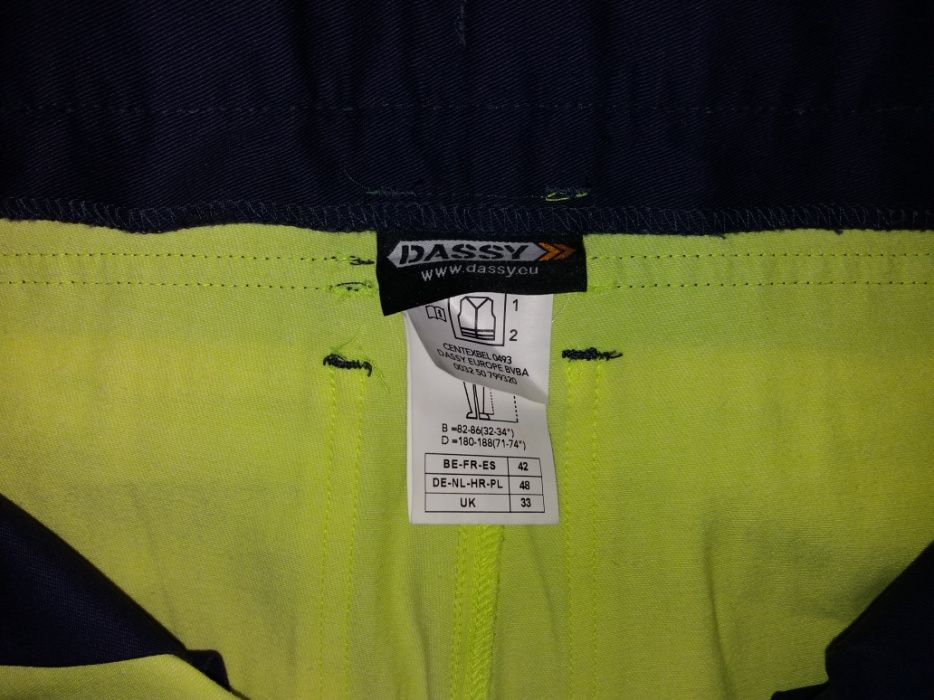 DASSY
www.dassy.eu
1
2
CENTEXBEL 0493
DASSY EUROPE BVBA
0032 50 799320
B =82-86(32-34")
D =180-188(71-74")
BE-FR-ES 42
DE-NL-HR-PL 48
UK 33